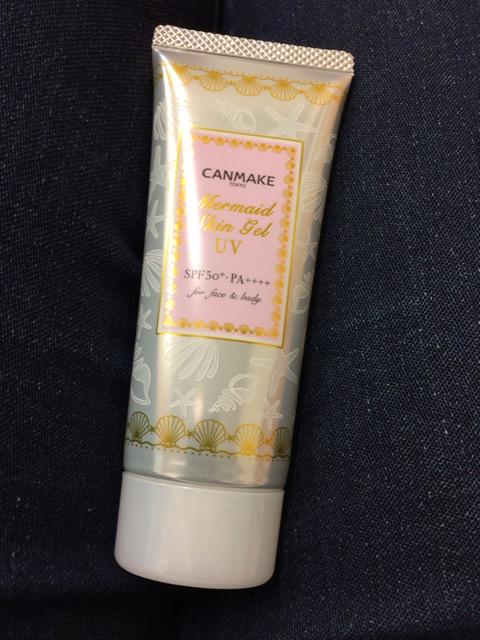 CANMAKE
TOKYO
Mermaid
Skin Gel
UV
SPF50+·PA++++
for face & body